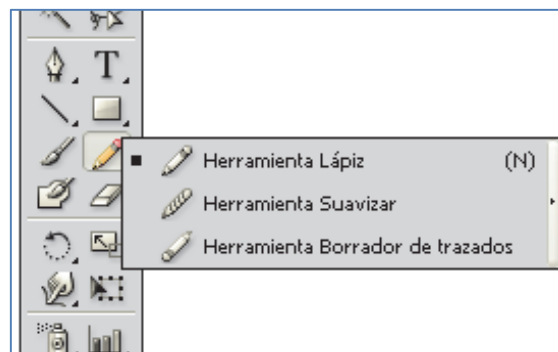 T
Herramienta Lápiz (N)
Herramienta Suavizar
Herramienta Borrador de trazados